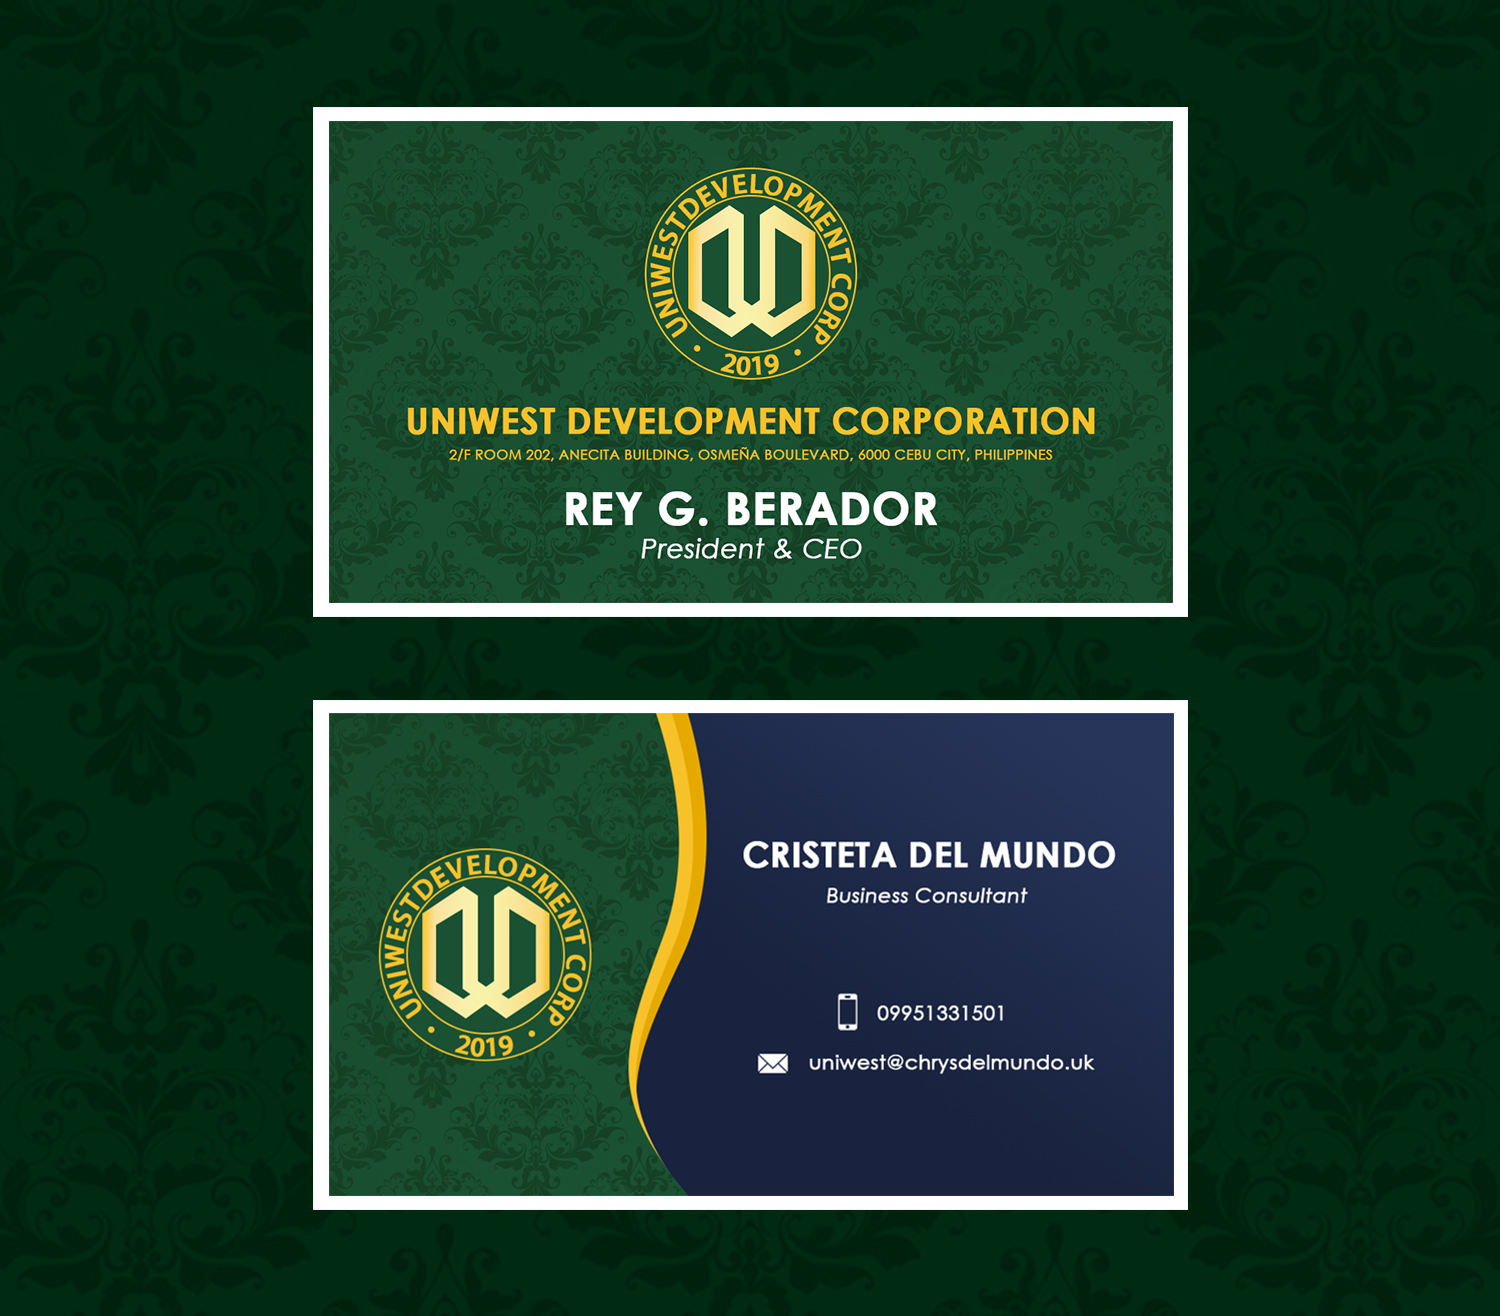 UNIWESTDEVELOPMENT CORP
• 2019 •
UNIWEST DEVELOPMENT CORPORATION
2/F ROOM 202, ANECITA BUILDING, OSMEÑA BOULEVARD, 6000 CEBU CITY, PHILIPPINES
REY G. BERADOR
President & CEO
UNIWESTDEVELOPMENT CORP
• 2019 •
CRISTETA DEL MUNDO
Business Consultant
09951331501
uniwest@chrysdelmundo.uk